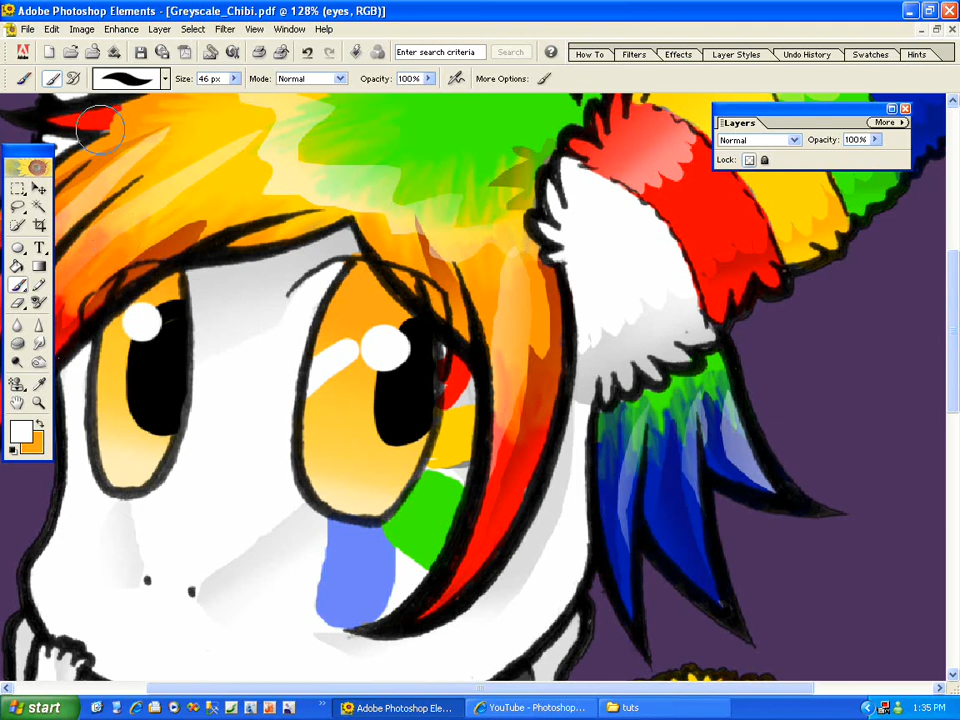 Adobe Photoshop Elements - [Greyscale_Chibi.pdf @ 128% (eyes, RGB)]
File Edit Image Enhance Layer Select Filter View Window Help
Enter search criteria Search How To Filters Effects Layer Styles Undo History Swatches Hints
Size: 46 px Mode: Normal Opacity: 100% More Options:
Layers More
Normal Opacity: 100%
Lock:
T
start Adobe Photoshop Ele... YouTube - Photoshop... tuts 1:35 PM